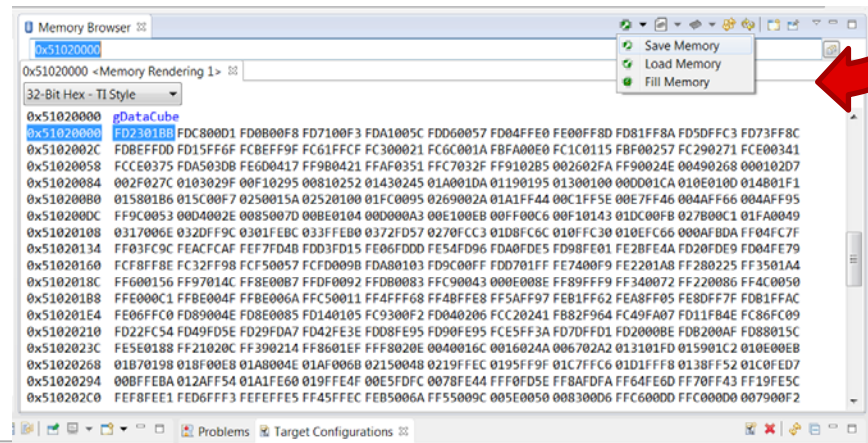 Memory Browser
0x51020000
Save Memory
Load Memory
Fill Memory
0x51020000 <Memory Rendering 1>
32-Bit Hex - TI Style
0x51020000 gDataCube
0x51020000 FD2301BB FDC800D1 FD0B00F8 FD7100F3 FDA1005C FDD60057 FD04FFE0 FE00FF8D FD81FF8A FD5DFFC3 FD73FF8C
0x5102002C FDBEFFDD FD15FF6F FCBEFF9F FC61FFCF FC300021 FC6C001A FBFA00E0 FC1C0115 FBF00257 FC290271 FCE00341
0x51020058 FCCE0375 FDA503DB FE6D0417 FF9B0421 FFAF0351 FFC7032F FF9102B5 002602FA FF90024E 00490268 000102D7
0x51020084 002F027C 0103029F 00F10295 00810252 01430245 01A001DA 01190195 01300100 00DD01CA 010E010D 014B01F1
0x510200B0 015801B6 015C00F7 0250015A 02520100 01FC0095 0269002A 01A1FF44 00C1FF5E 00E7FF46 004AFF66 004AFF95
0x510200DC FF9C0053 00D4002E 0085007D 00BE0104 00D000A3 00E100EB 00FF00C6 00F10143 01DC00FB 027B00C1 01FA0049
0x51020108 0317006E 032DFF9C 0301FEBC 033FFEB0 0372FD57 0270FCC3 01D8FC6C 010FFC30 010EFC66 000AFBDA FF04FC7F
0x51020134 FF03FC9C FEACFCAF FEF7FD4B FDD3FD15 FE06FDDD FE54FD96 FDA0FDE5 FD98FE01 FE2BFE4A FD20FDE9 FD04FE79
0x51020160 FCF8FF8E FC32FF98 FCF50057 FCFD009B FDA80103 FD9C00FF FDD701FF FE7400F9 FE2201A8 FF280225 FF3501A4
0x5102018C FF600156 FF97014C FF8E00B7 FFDF0092 FFDB0083 FFC90043 000E008E FF89FFF9 FF340072 FF220086 FF4C0050
0x510201B8 FFE000C1 FFBE004F FFBE006A FFC50011 FF4FFF68 FF4BFFE8 FF5AFF97 FEB1FF62 FEA8FF05 FE8DFF7F FDB1FFAC
0x510201E4 FE06FFC0 FD89004E FD8E0085 FD140105 FC9300F2 FD040206 FCC20241 FB82F964 FC49FA07 FD11FB4E FC86FC09
0x51020210 FD22FC54 FD49FD5E FD29FDA7 FD42FE3E FDD8FE95 FD90FE95 FCE5FF3A FD7DFFD1 FD2000BE FDB200AF FD88015C
0x5102023C FE5E0188 FF21020C FF390214 FF8601EF FFF8020E 0040016C 0016024A 006702A2 013101FD 015901C2 010E00EB
0x51020268 01B70198 018F00E8 01A8004E 01AF006B 02150048 0219FFEC 0195FF9F 01C7FFC6 01D1FFF8 0138FF52 01C0FED7
0x51020294 00BFFEBA 012AFF54 01A1FE60 019FFE4F 00E5FDFC 0078FE44 FFF0FD5E FF8AFDFA FF64FE6D FF70FF43 FF19FE5C
0x510202C0 FEF8FEE1 FED6FFF3 FEFEFFE5 FF45FFEC FEB5006A FF55009C 005E0050 008300D6 FFC600DD FFC000D0 007900F2
Problems
Target Configurations